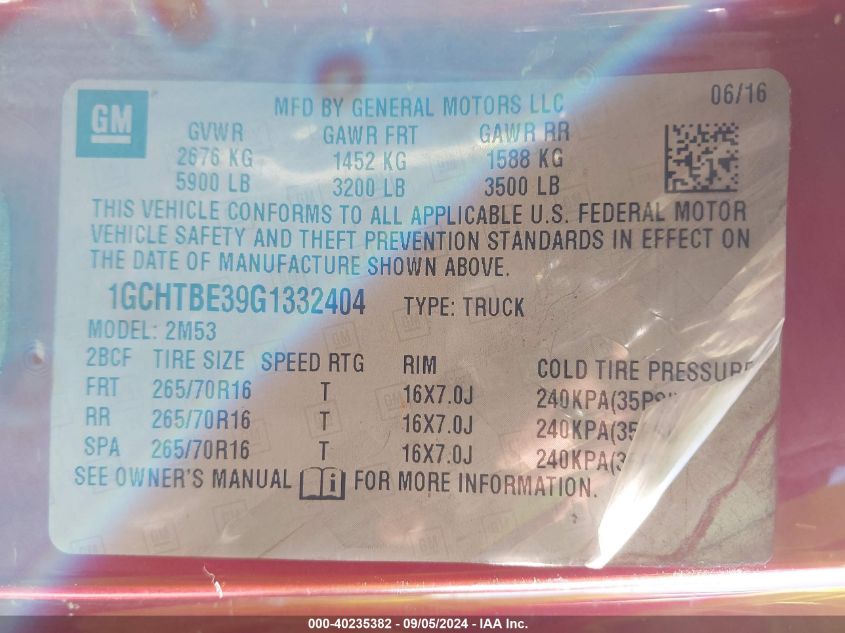 GM
MFD BY GENERAL MOTORS LLC
06/16
GVWR GAWR FRT GAWR RR
2676 KG 1452 KG 1588 KG
5900 LB 3200 LB 3500 LB
THIS VEHICLE CONFORMS TO ALL APPLICABLE U.S. FEDERAL MOTOR
VEHICLE SAFETY AND THEFT PREVENTION STANDARDS IN EFFECT ON
THE DATE OF MANUFACTURE SHOWN ABOVE.
1GCHTBE39G1332404 TYPE: TRUCK
MODEL: 2M53
2BCF TIRE SIZE SPEED RTG RIM COLD TIRE PRESSURE
FRT 265/70R16 T 16X7.0J 240KPA(35PSI
RR 265/70R16 T 16X7.0J 240KPA(35
SPA 265/70R16 T 16X7.0J 240KPA(3
SEE OWNER'S MANUAL i FOR MORE INFORMATION.
000-40235382 - 09/05/2024 - IAA Inc.